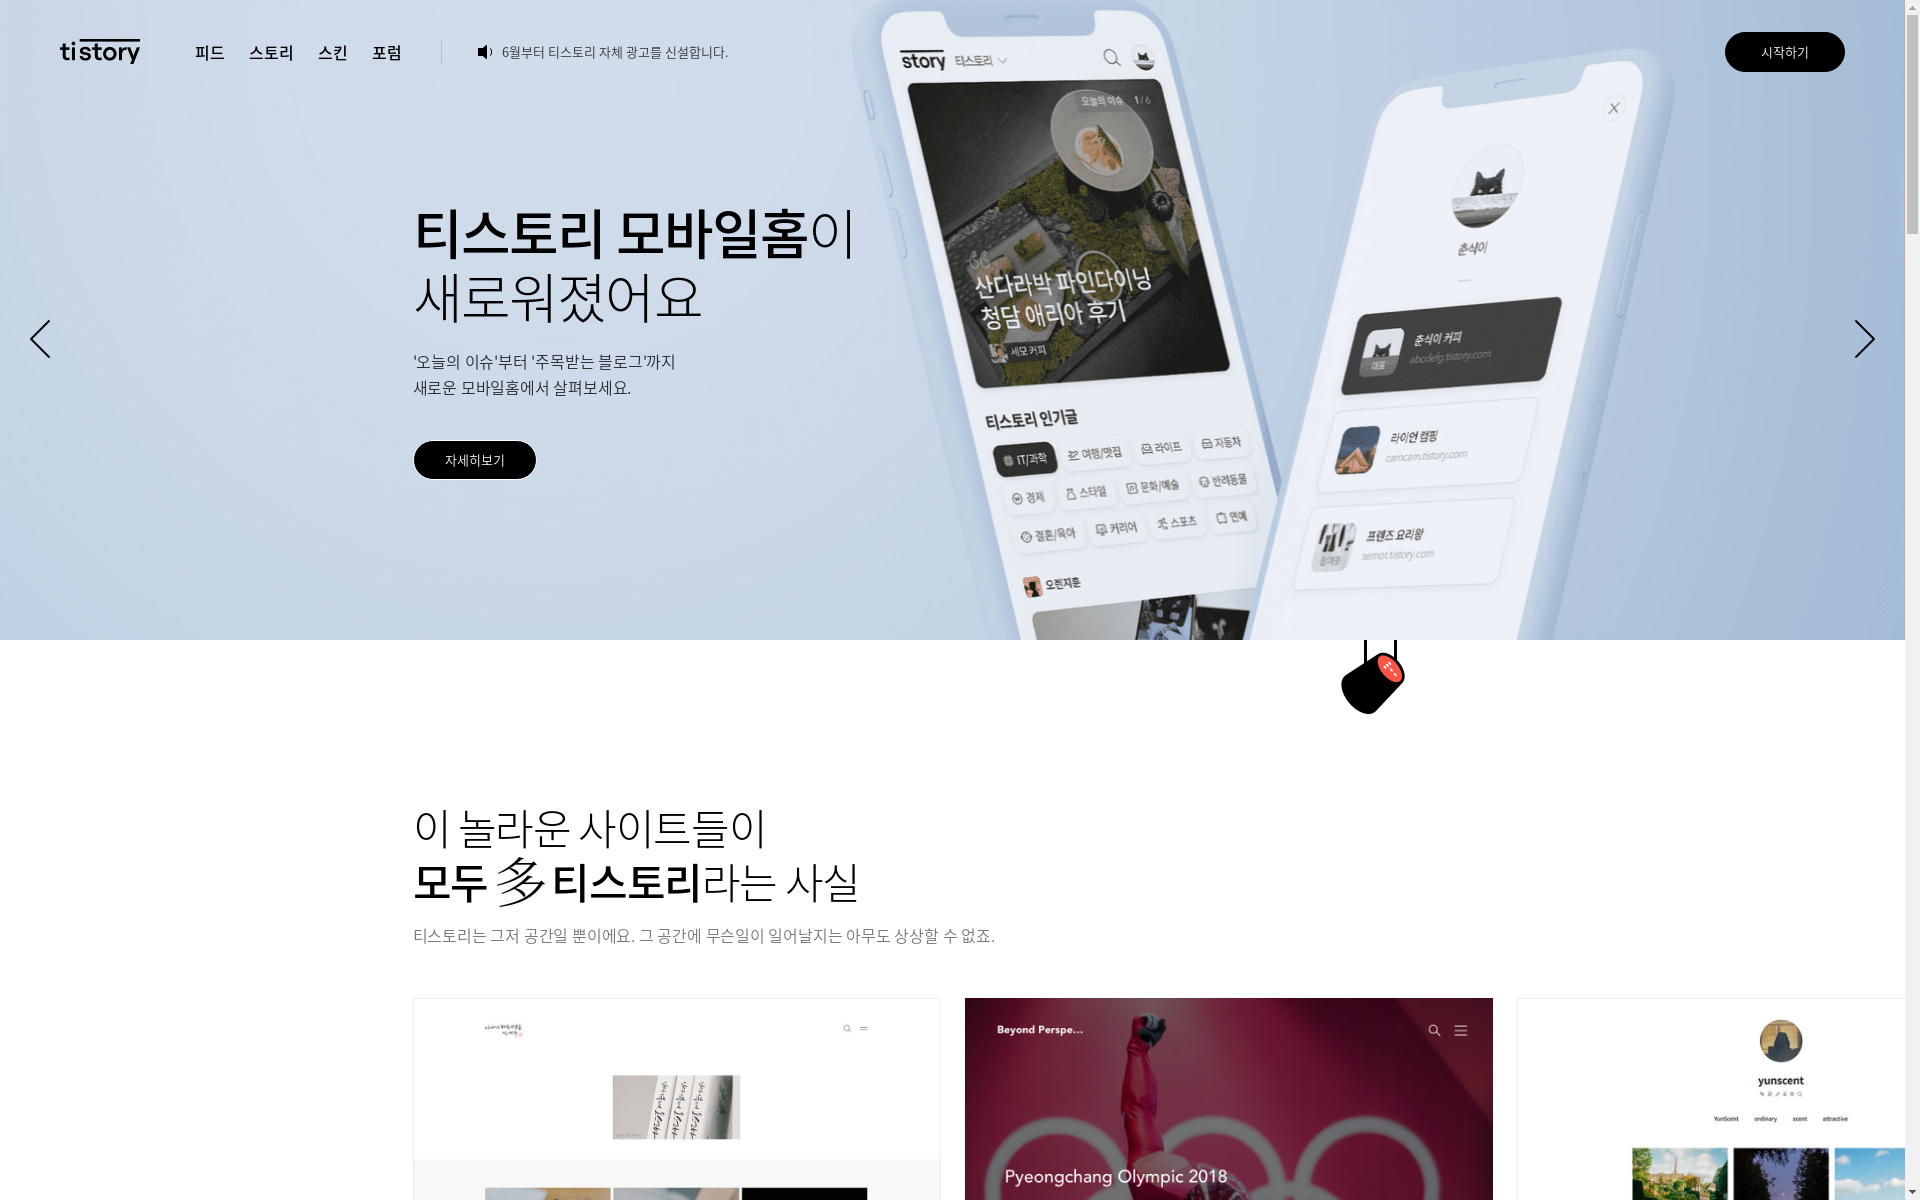 tistory
피드
스토리
스킨
포럼
6월부터 티스토리 자체 광고를 신설합니다.
시작하기
티스토리 모바일홈이
새로워졌어요
'오늘의 이슈'부터 '주목받는 블로그'까지
새로운 모바일홈에서 살펴보세요.
자세히보기
story 티스토리
오늘의 이슈 1 / 6
산다라박 파인다이닝
청담 애리아 후기
세모 커피
티스토리 인기글
IT/과학 여행/맛집 라이프 자동차
경제 스타일 문화/예술 반려동물
결혼/육아 커리어 스포츠 연예
오렌지훈
춘식이
춘식이 커피
abcdefg.tistory.com
대표
라이언 캠핑
camcam.tistory.com
프렌즈 요리왕
semot.tistory.com
참여중
이 놀라운 사이트들이
모두 多 티스토리라는 사실
티스토리는 그저 공간일 뿐이에요. 그 공간에 무슨일이 일어날지는 아무도 상상할 수 없죠.
Beyond Perspe...
Pyeongchang Olympic 2018
yunscent
YunScent ordinary scent attractive